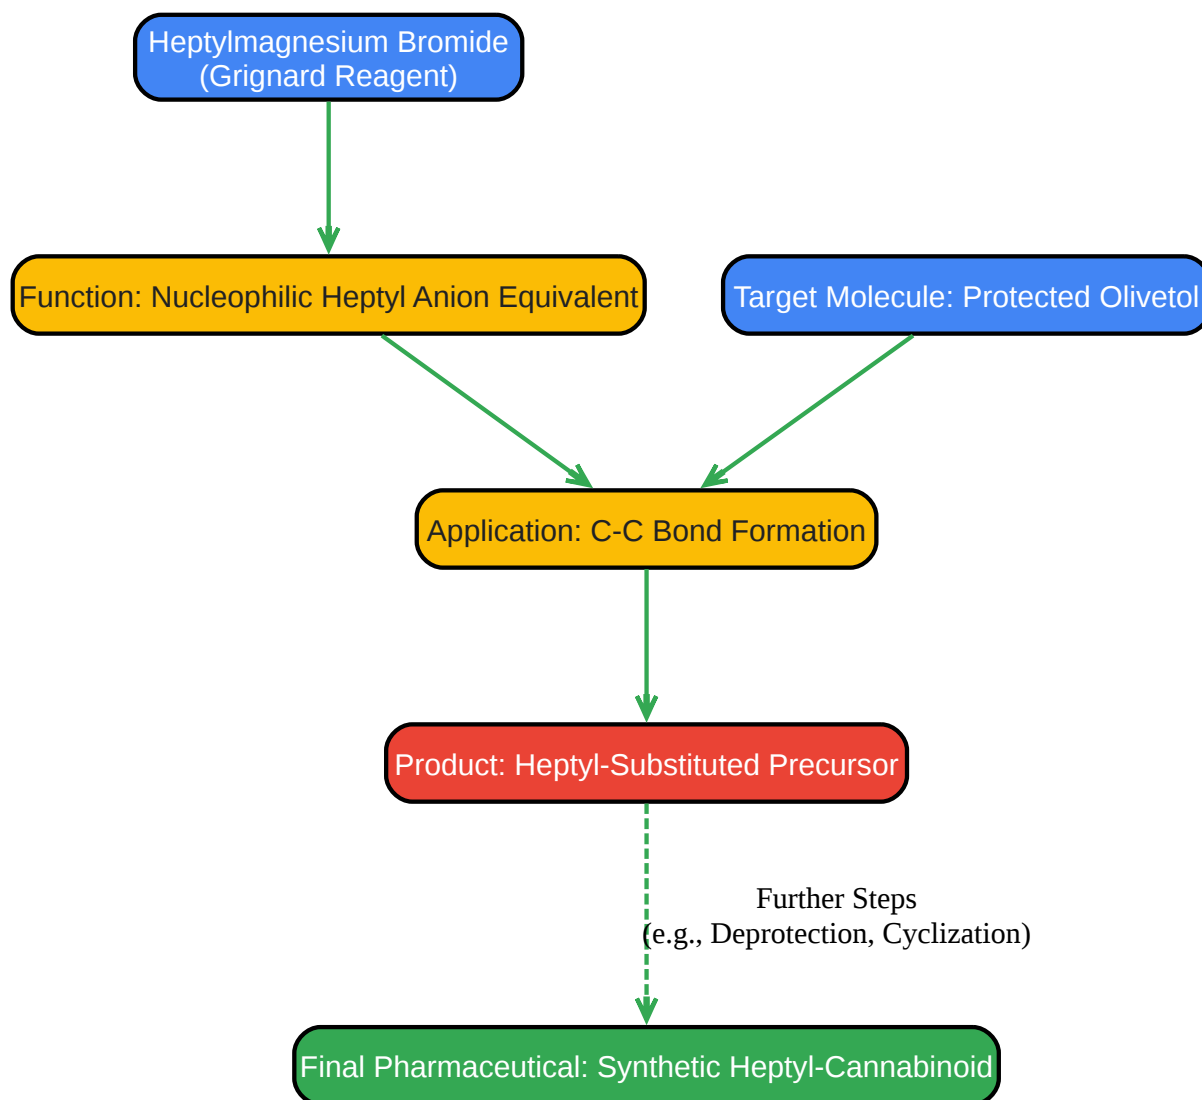 Heptylmagnesium Bromide
(Grignard Reagent)
Function: Nucleophilic Heptyl Anion Equivalent
Target Molecule: Protected Olivetol
Application: C-C Bond Formation
Product: Heptyl-Substituted Precursor
Further Steps
(e.g., Deprotection, Cyclization)
Final Pharmaceutical: Synthetic Heptyl-Cannabinoid